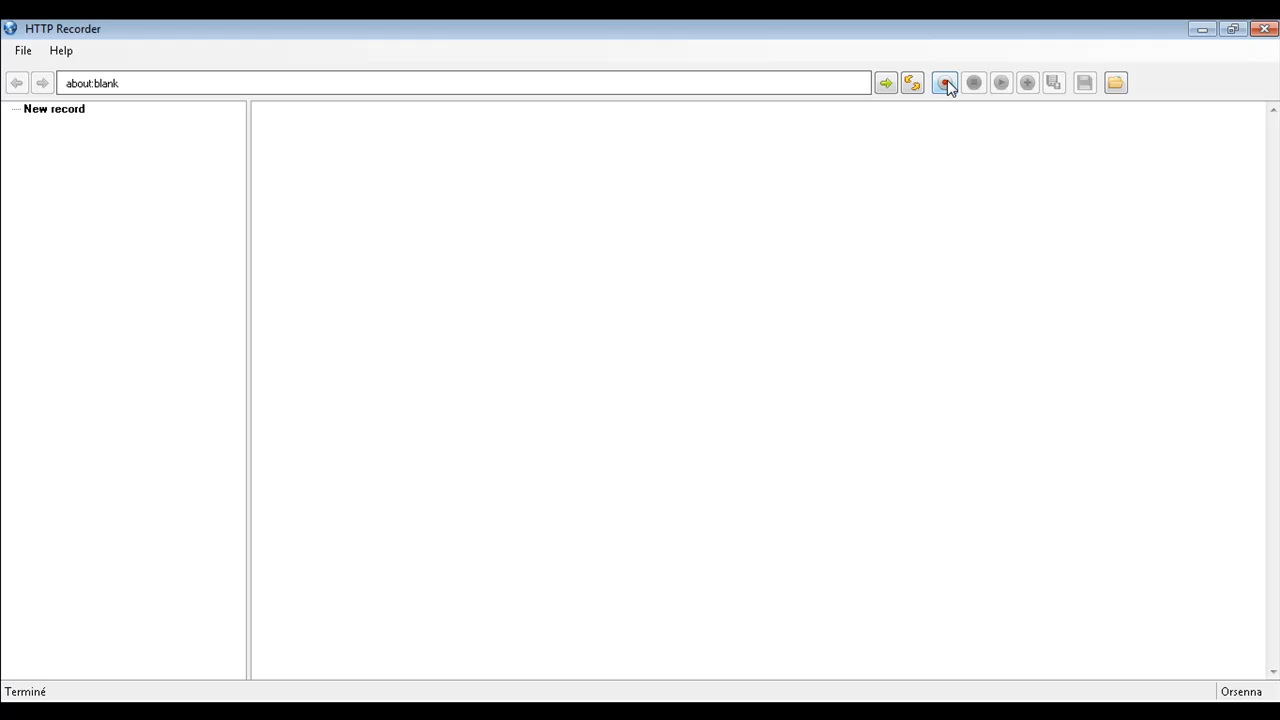 HTTP Recorder
File Help
about:blank
New record
Terminé Orsenna